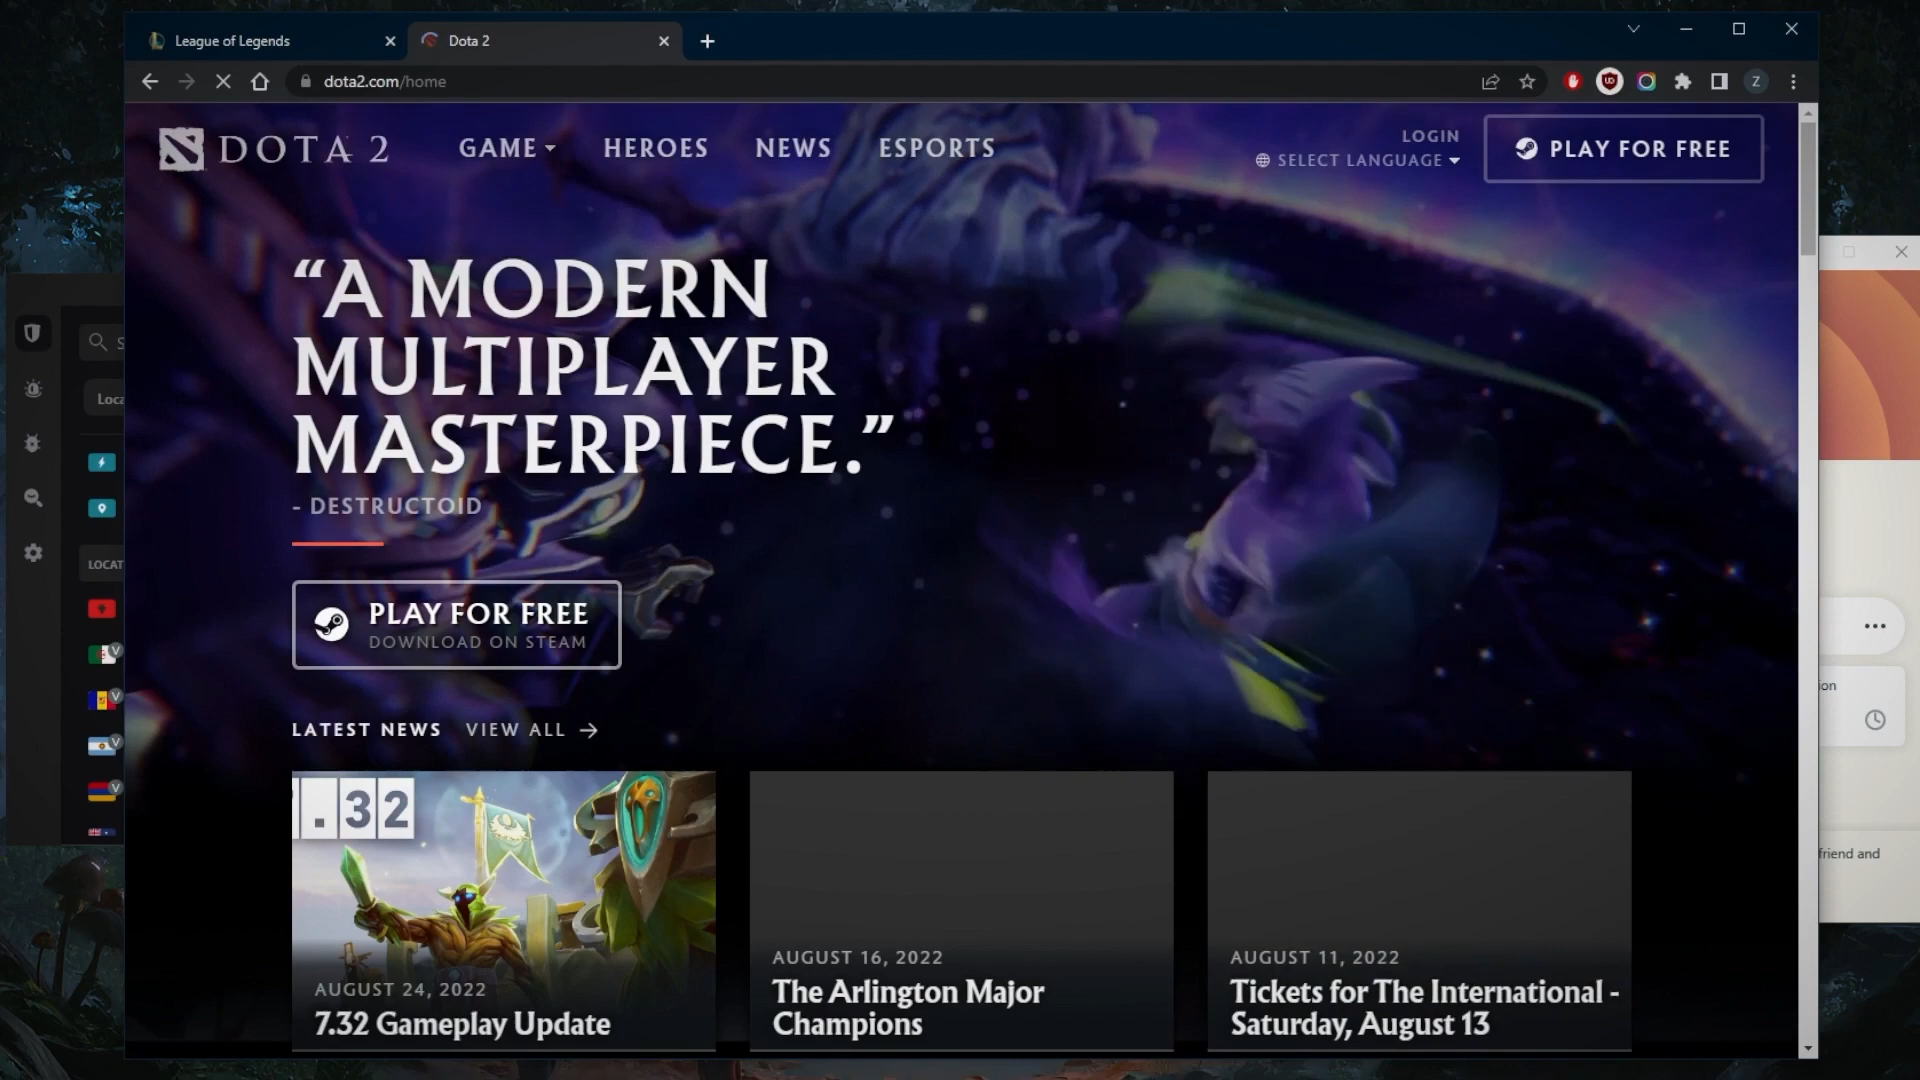 League of Legends
Dota 2
dota2.com/home
Z
DOTA 2
GAME
HEROES
NEWS
ESPORTS
LOGIN
SELECT LANGUAGE
PLAY FOR FREE
“A MODERN
MULTIPLAYER
MASTERPIECE.”
- DESTRUCTOID
PLAY FOR FREE
DOWNLOAD ON STEAM
LATEST NEWS
VIEW ALL
.32
AUGUST 24, 2022
7.32 Gameplay Update
AUGUST 16, 2022
The Arlington Major
Champions
AUGUST 11, 2022
Tickets for The International -
Saturday, August 13
S
Loca
LOCAT
V
V
V
V
ion
friend and